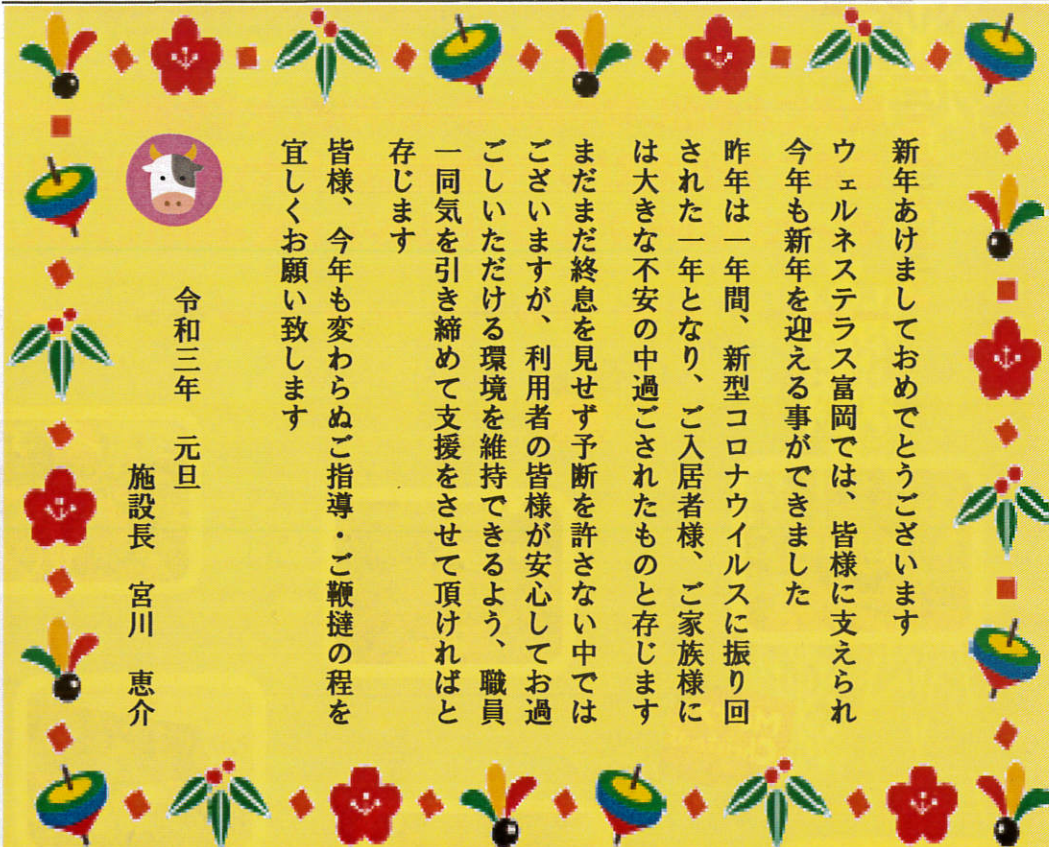 新年あけましておめでとうございます
ウェルネステラス富岡では、皆様に支えられ
今年も新年を迎える事ができました
昨年は一年間、新型コロナウイルスに振り回
された一年となり、ご入居者様、ご家族様に
は大きな不安の中過ごされたものと存じます
まだまだ終息を見せず予断を許さない中では
ございますが、利用者の皆様が安心してお過
ごしいただける環境を維持できるよう、職員
一同気を引き締めて支援をさせて頂ければと
存じます
皆様、今年も変わらぬご指導・ご鞭撻の程を
宜しくお願い致します
令和三年　元旦
施設長　宮川　恵介